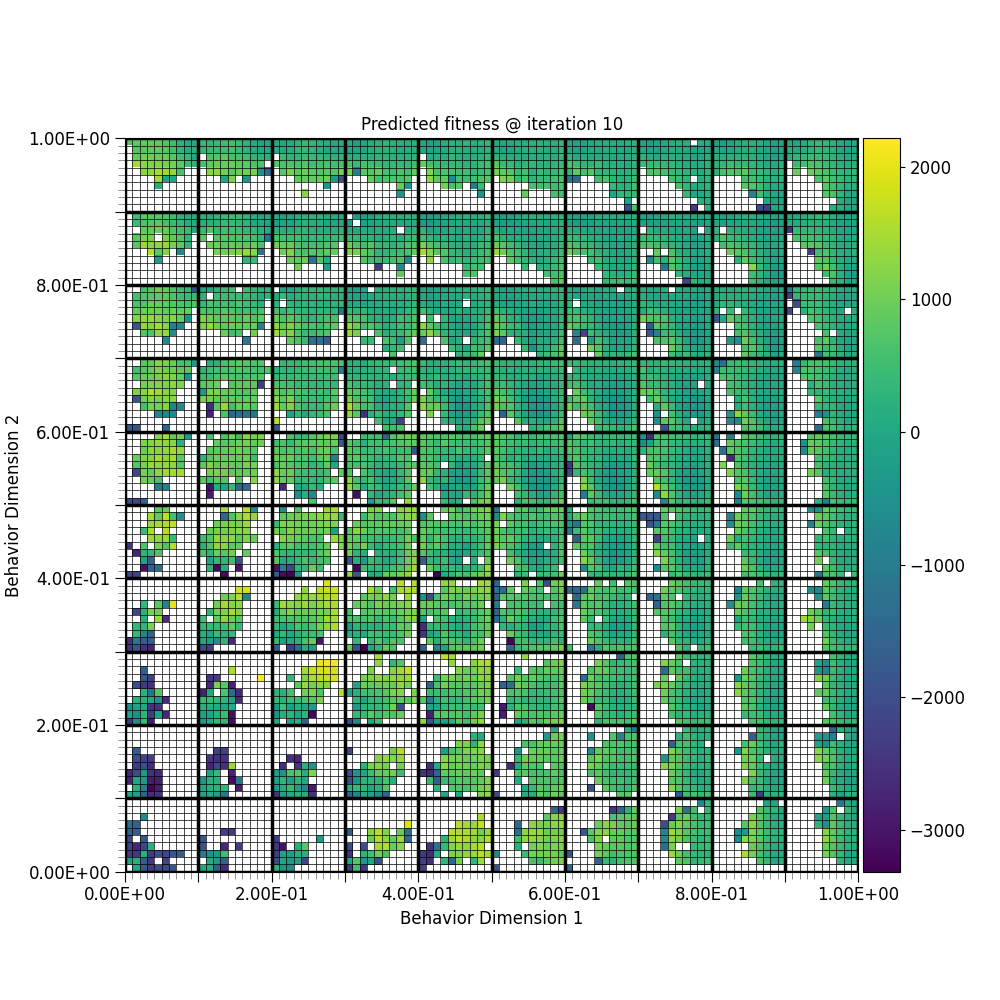 Predicted fitness @ iteration 10
1.00E+00
8.00E-01
6.00E-01
4.00E-01
2.00E-01
0.00E+00
Behavior Dimension 2
0.00E+00 2.00E-01 4.00E-01 6.00E-01 8.00E-01 1.00E+00
Behavior Dimension 1
2000
1000
0
−1000
−2000
−3000